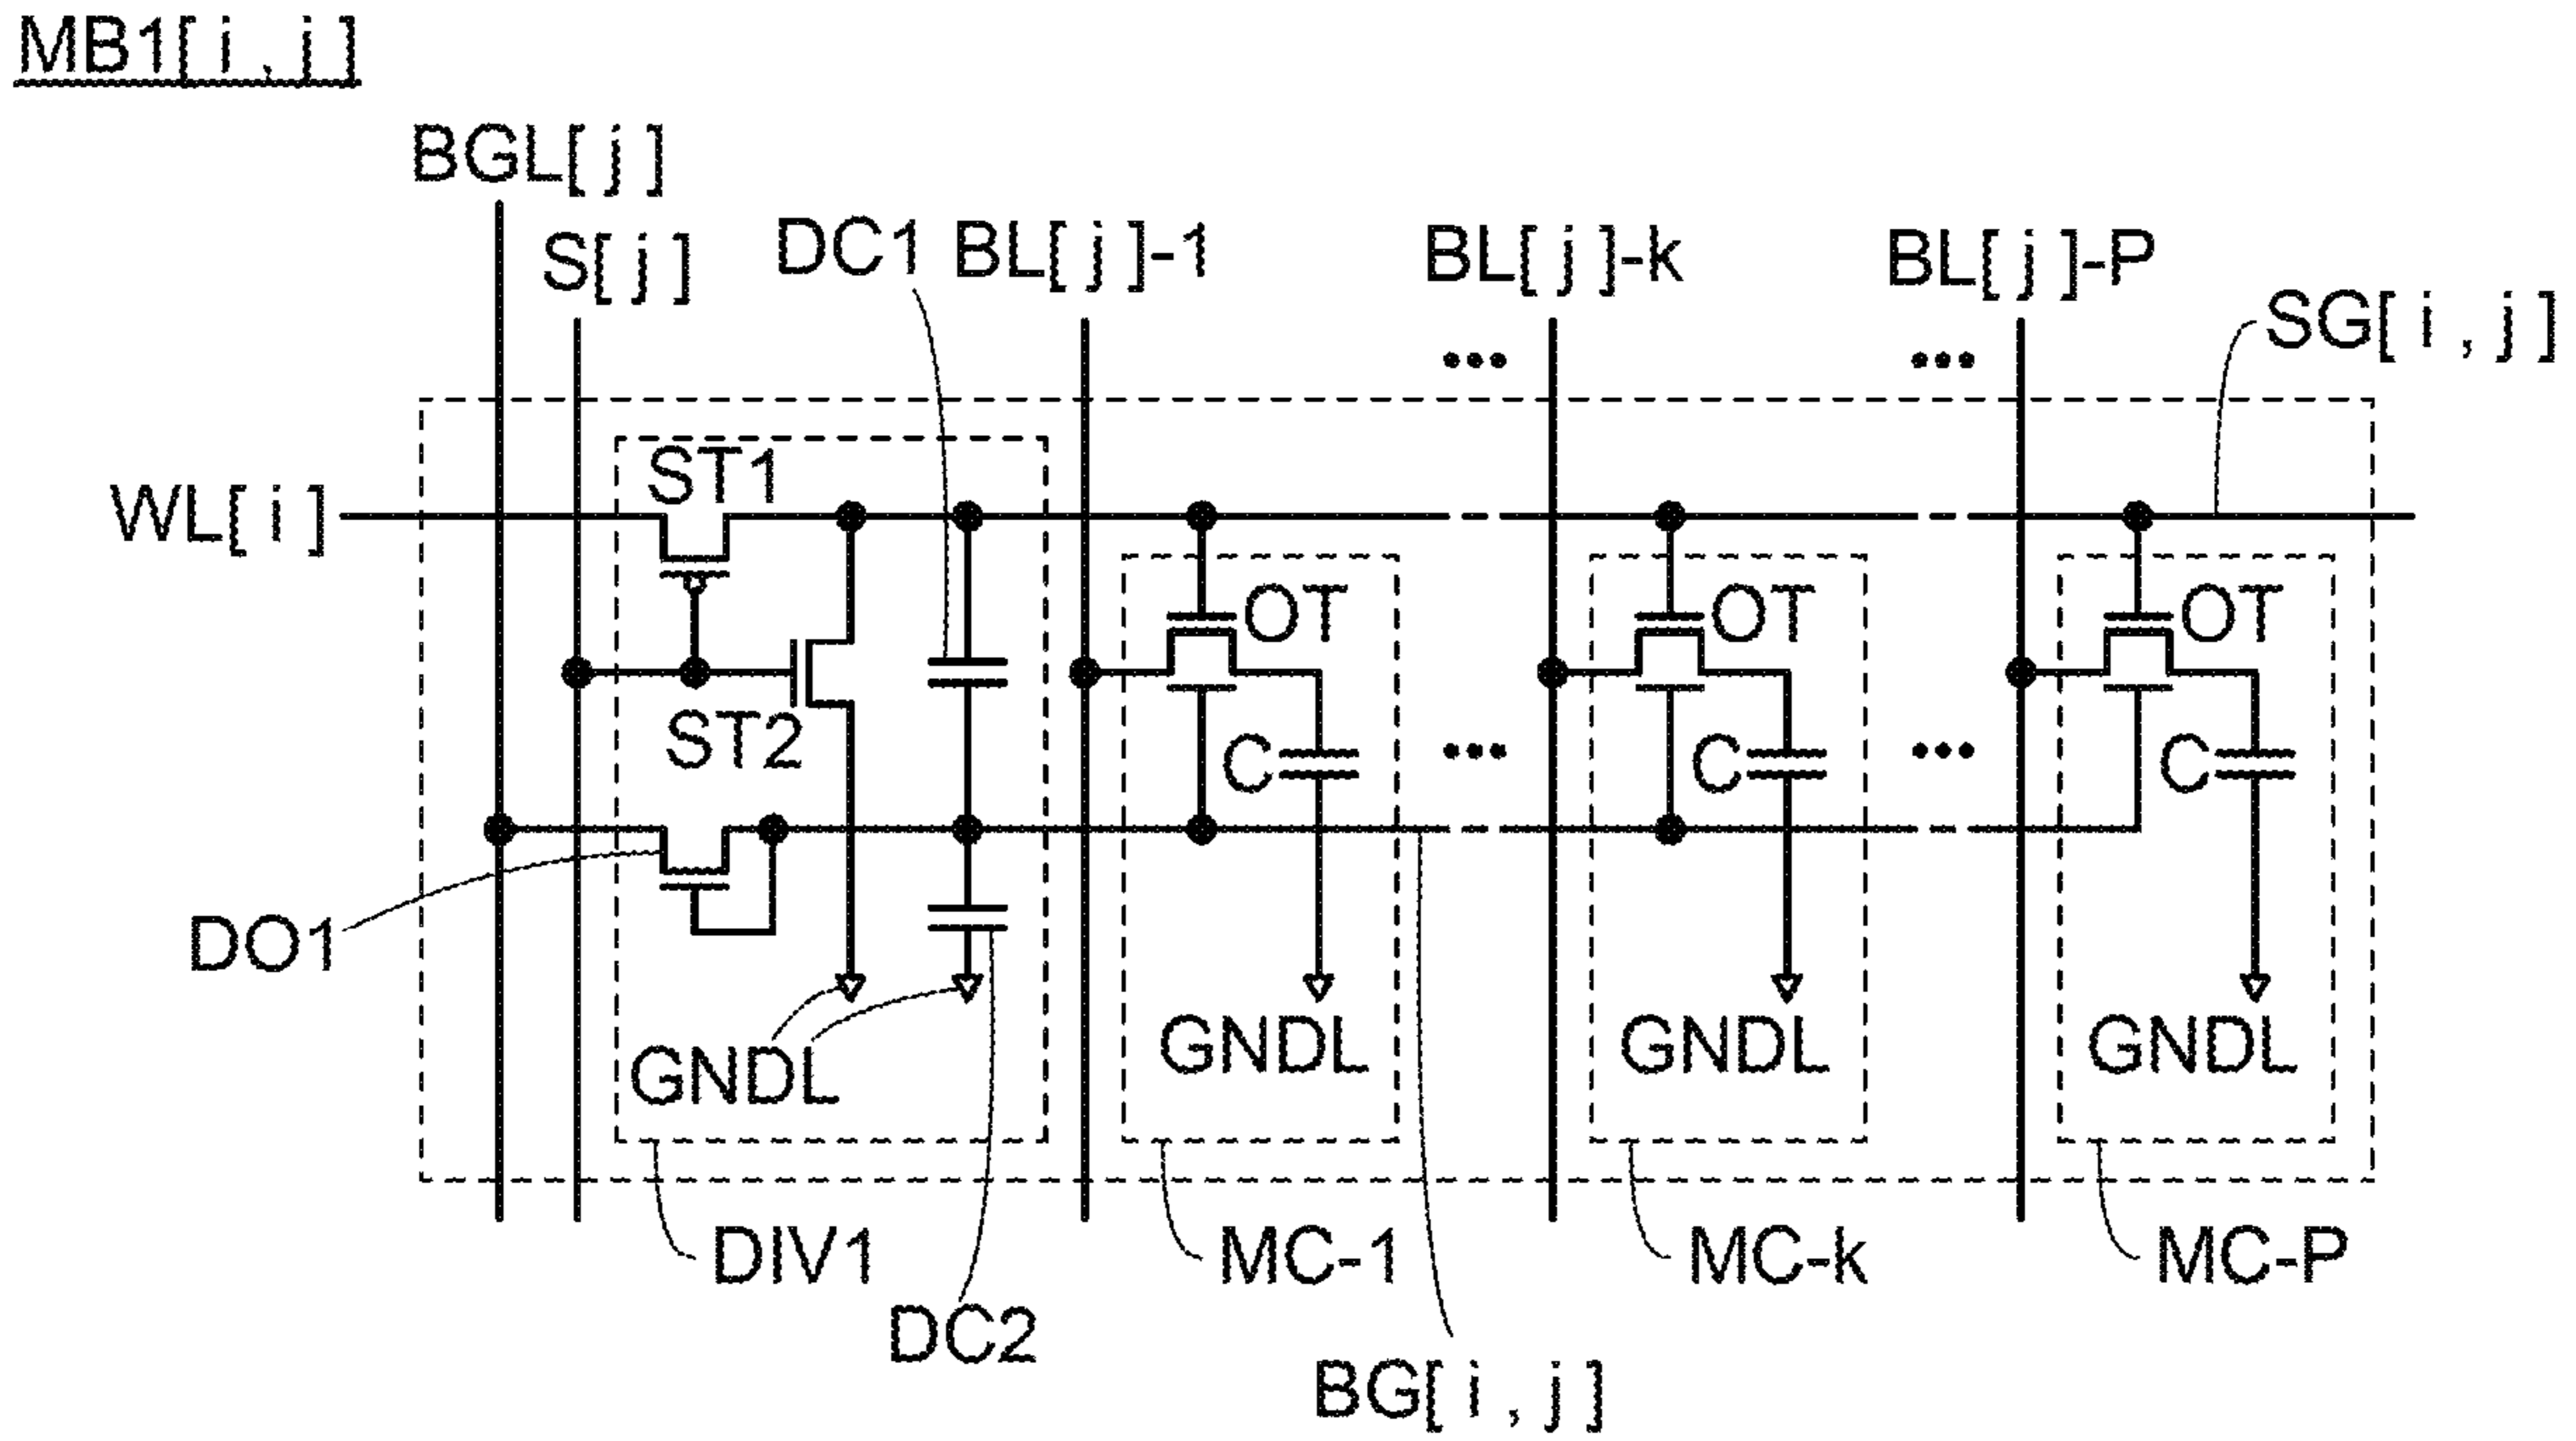 MB1[ i , j ]
BGL[ j ]
S[ j ]
DC1
BL[ j ]-1
BL[ j ]-k
BL[ j ]-P
SG[ i , j ]
•••
•••
WL[ i ]
ST1
OT
OT
OT
ST2
C
•••
C
•••
C
DO1
GNDL
GNDL
GNDL
GNDL
DIV1
MC-1
MC-k
MC-P
DC2
BG[ i , j ]